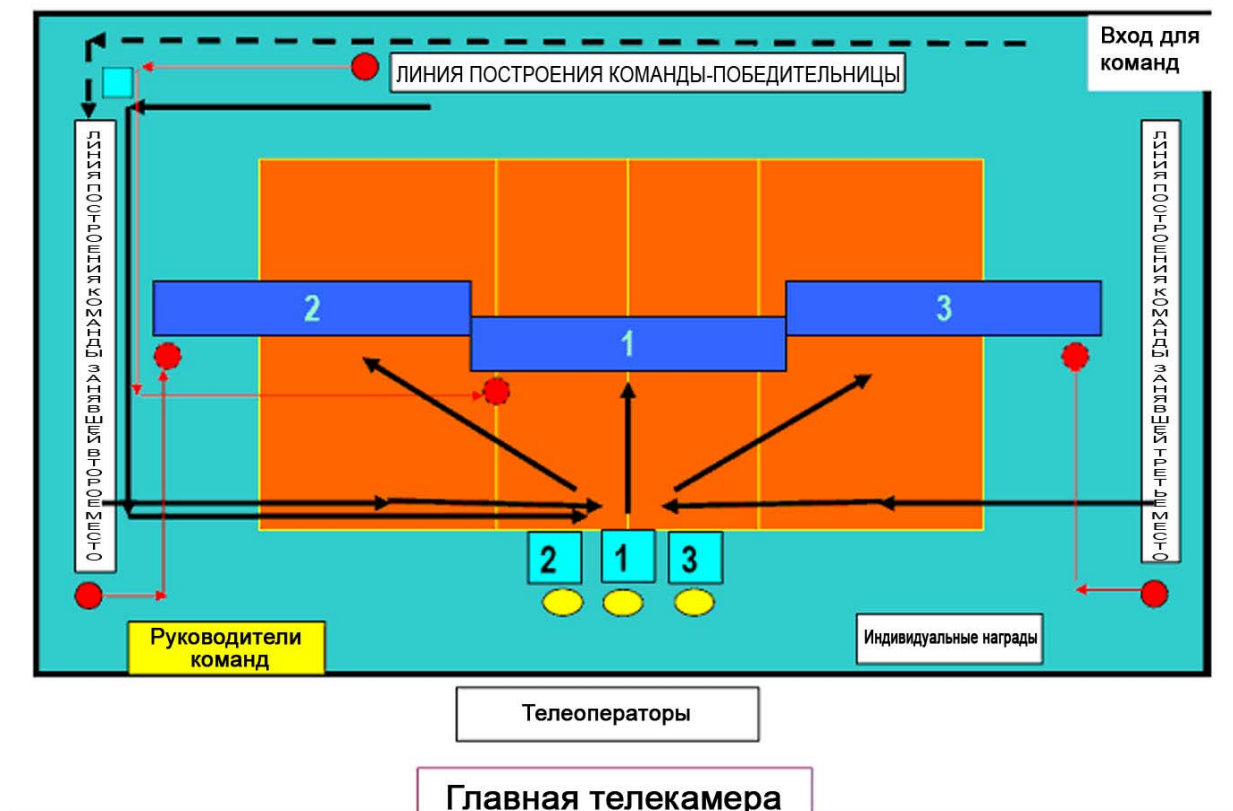 Вход для
команд
ЛИНИЯ ПОСТРОЕНИЯ КОМАНДЫ-ПОБЕДИТЕЛЬНИЦЫ
ЛИНИЯ ПОСТРОЕНИЯ КОМАНДЫ ЗАНЯВШЕЙ ВТОРОЕ МЕСТО
ЛИНИЯ ПОСТРОЕНИЯ КОМАНДЫ ЗАНЯВШЕЙ ТРЕТЬЕ МЕСТО
2
1
3
2
1
3
Руководители
команд
Индивидуальные награды
Телеоператоры
Главная телекамера